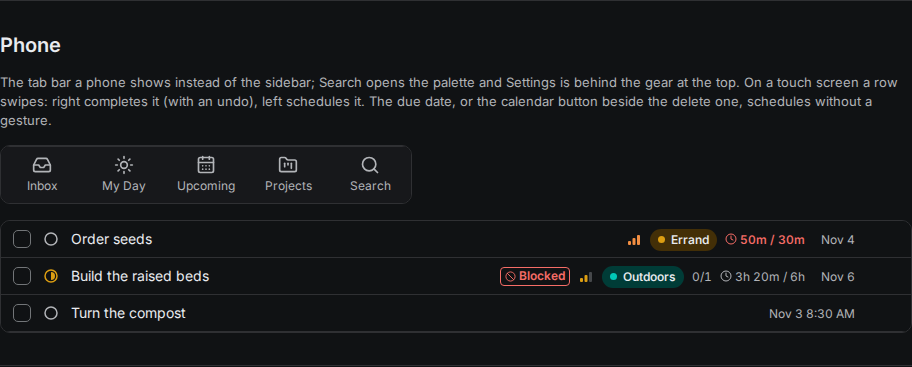 Phone
The tab bar a phone shows instead of the sidebar; Search opens the palette and Settings is behind the gear at the top. On a touch screen a row
swipes: right completes it (with an undo), left schedules it. The due date, or the calendar button beside the delete one, schedules without a
gesture.
Inbox My Day Upcoming Projects Search
Order seeds Errand 50m / 30m Nov 4
Build the raised beds Blocked Outdoors 0/1 3h 20m / 6h Nov 6
Turn the compost Nov 3 8:30 AM